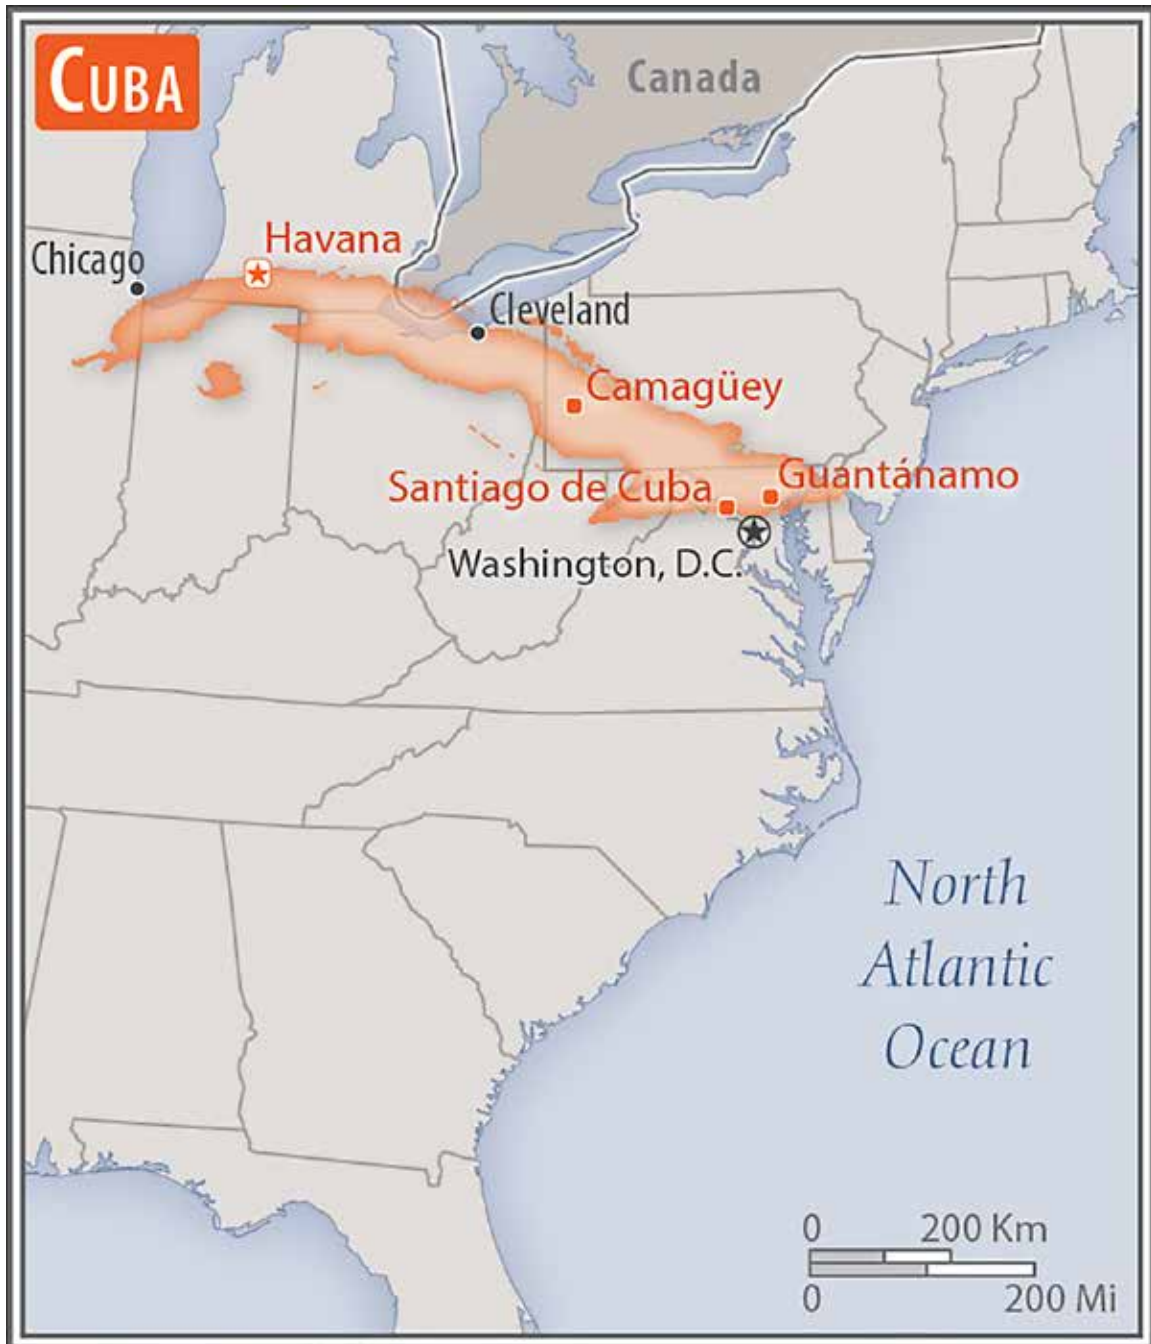 CUBA
Canada
Havana
Chicago
Cleveland
Camagüey
Guantánamo
Santiago de Cuba
Washington, D.C.
North
Atlantic
Ocean
0 200 Km
0 200 Mi